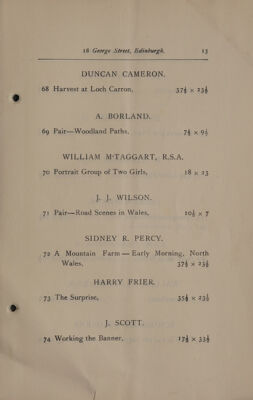 18 George Street, Edinburgh. 13
DUNCAN CAMERON.
68 Harvest at Loch Carron, 37½ × 23½
A. BORLAND.
69 Pair—Woodland Paths, 7½ × 9½
WILLIAM M'TAGGART, R.S.A.
70 Portrait Group of Two Girls, 18 × 23
J. J. WILSON.
71 Pair—Road Scenes in Wales, 10½ × 7
SIDNEY R. PERCY.
72 A Mountain Farm — Early Morning, North
Wales, 37½ × 23½
HARRY FRIER.
73 The Surprise, 35½ × 23½
J. SCOTT.
74 Working the Banner, 17½ × 33½